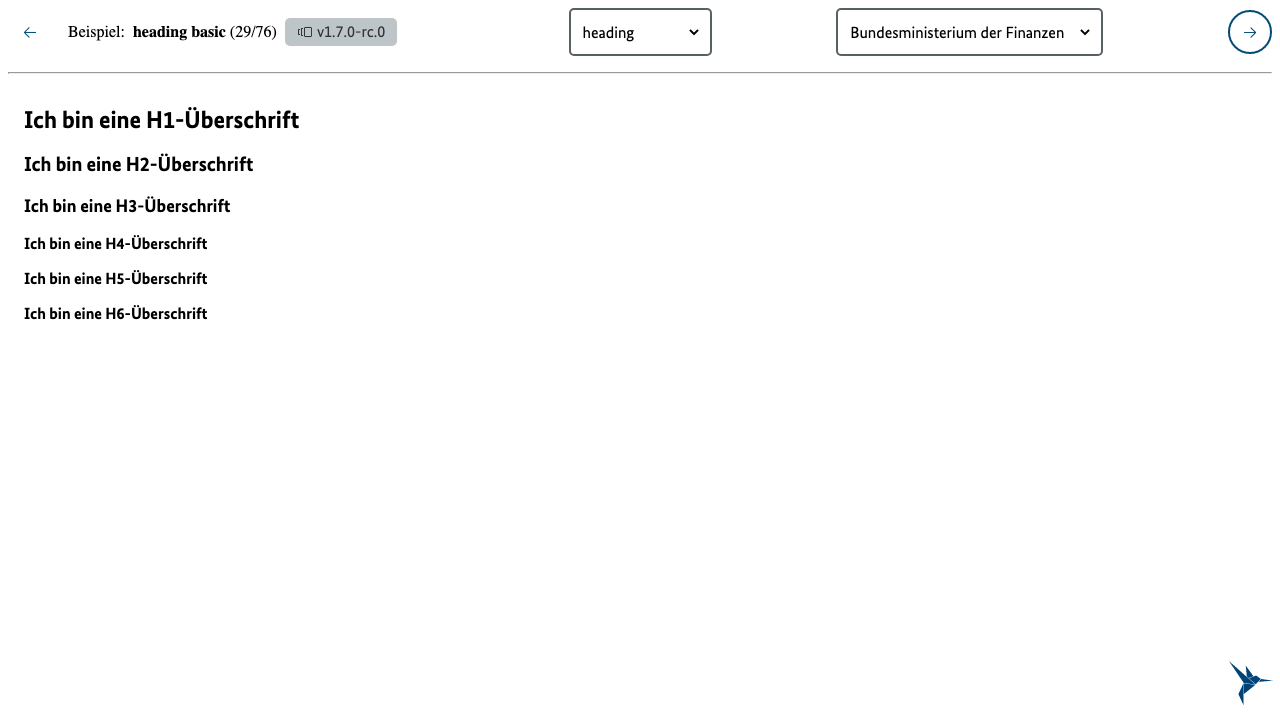 Beispiel: heading basic (29/76) v1.7.0-rc.0 heading Bundesministerium der Finanzen
Ich bin eine H1-Überschrift
Ich bin eine H2-Überschrift
Ich bin eine H3-Überschrift
Ich bin eine H4-Überschrift
Ich bin eine H5-Überschrift
Ich bin eine H6-Überschrift